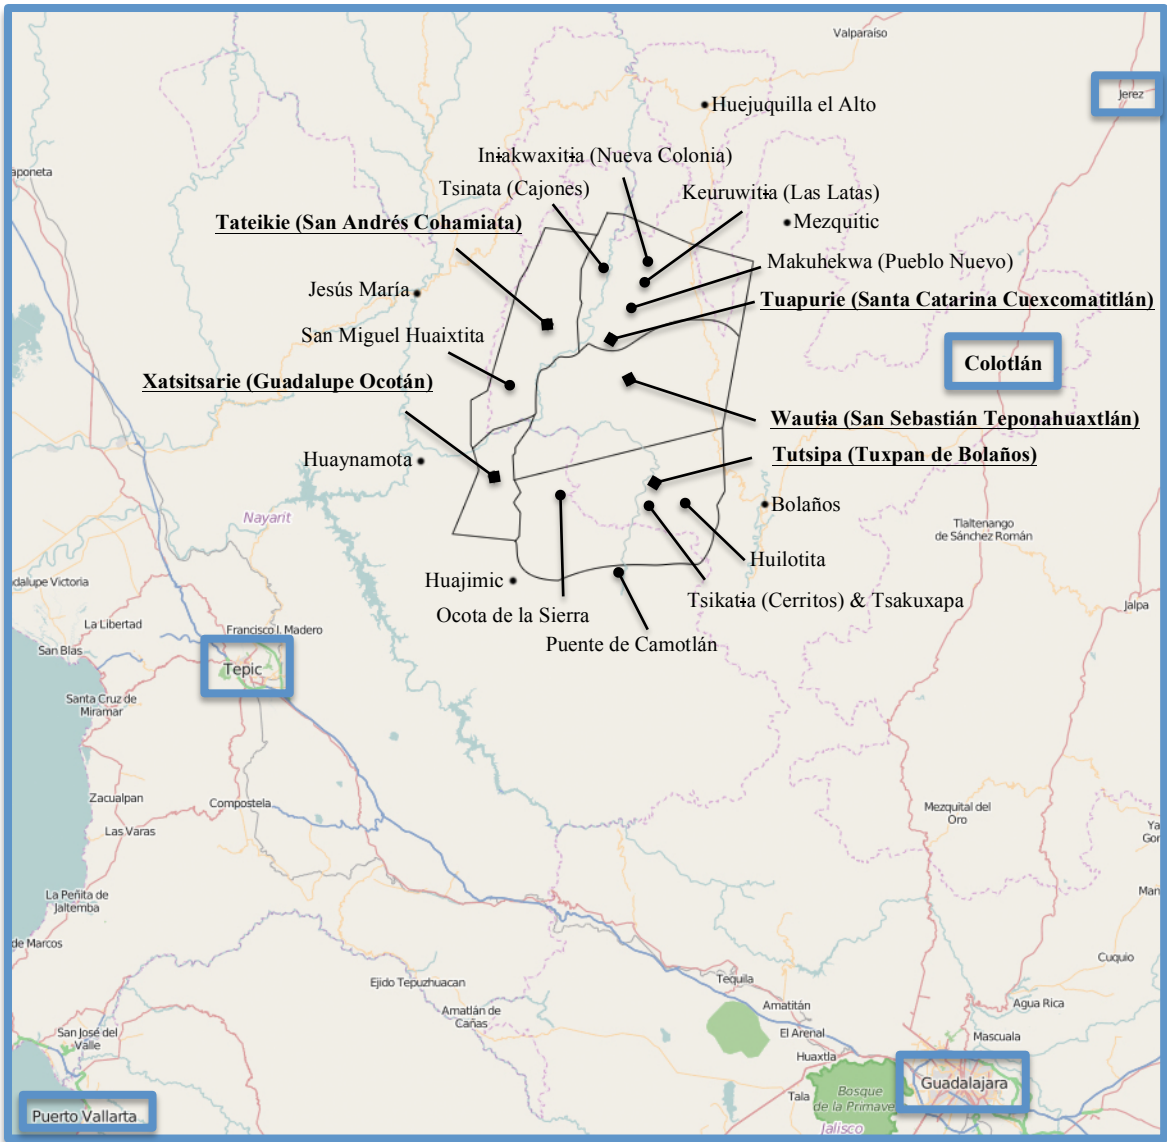 Valparaíso
Jerez
Huejuquilla el Alto
Iniakwaxitɨa (Nueva Colonia)
aponeta
Tsinata (Cajones)
Keuruwitɨa (Las Latas)
Tateikie (San Andrés Cohamiata)
Mezquitic
Makuhekwa (Pueblo Nuevo)
Jesús María
Tuapurie (Santa Catarina Cuexcomatitlán)
San Miguel Huaixtita
Colotlán
Xatsitsarie (Guadalupe Ocotán)
Wautɨa (San Sebastián Teponahuaxtlán)
Tutsipa (Tuxpan de Bolaños)
Huaynamota
Bolaños
Nayarit
Tlaltenango
de Sánchez Román
Huilotita
Huajimic
dalupe Victoria
Tsikatɨa (Cerritos) & Tsakuxapa
Jalpa
Ocota de la Sierra
La Libertad
Francisco I. Madero
Puente de Camotlán
San Blas
Tepic
Santa Cruz de
Miramar
Zacualpan
Compostela
Mezquital del
Oro
Las Varas
Ya
Gor
La Peñita de
Jaltemba
Man
de Marcos
Cuquio
Ejido Tepuzhuacan
Tequila
Amatlán de
Cañas
Amatitán
Agua Rica
San José del
Valle
El Arenal
Mascuala
Huaxtla
Guadalajara
Tala
Bosque
de la Primave
Puerto Vallarta
Jalisco